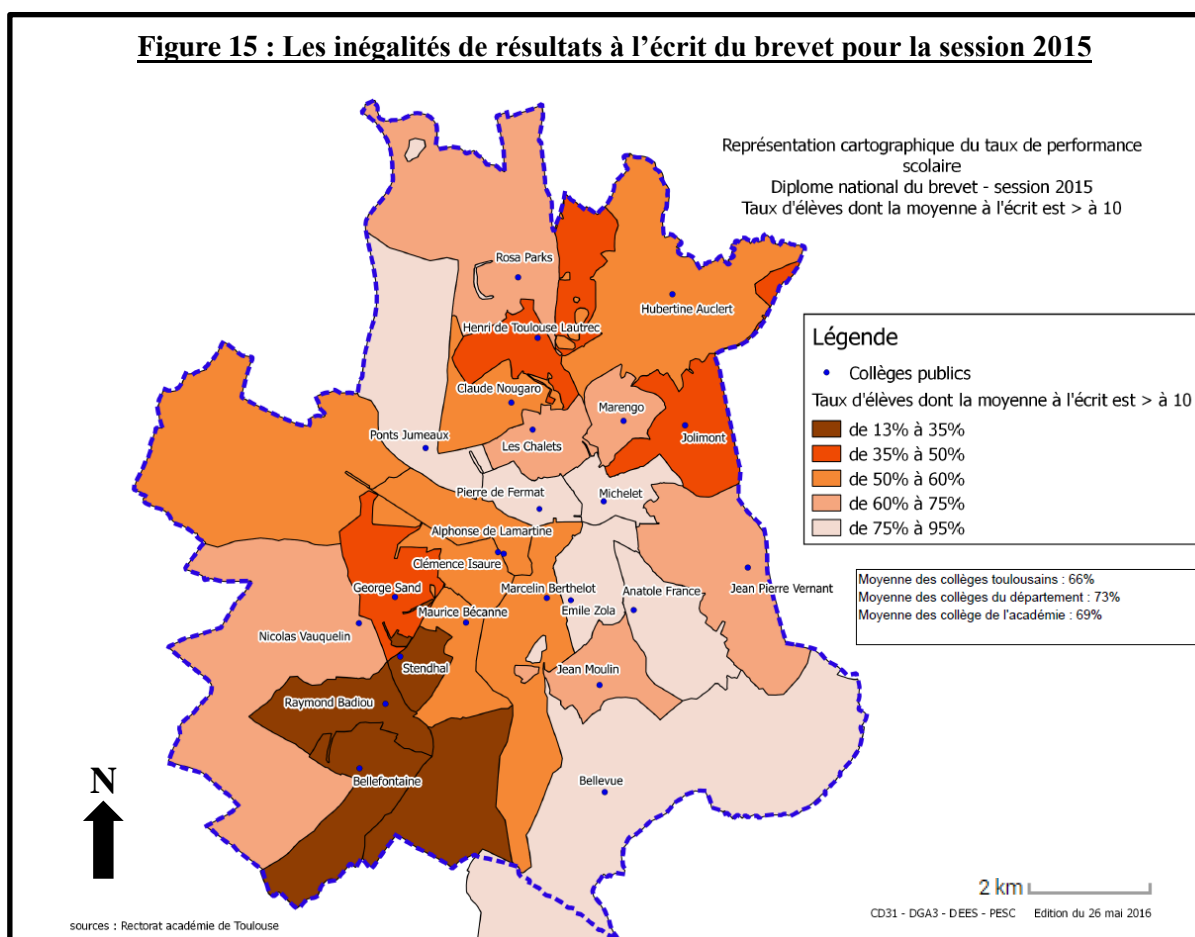 Figure 15 : Les inégalités de résultats à l'écrit du brevet pour la session 2015
Représentation cartographique du taux de performance
scolaire
Diplome national du brevet - session 2015
Taux d'élèves dont la moyenne à l'écrit est > à 10
Rosa Parks
Hubertine Auclert
Henri de Toulouse Lautrec
Claude Nougaro
Marengo
Jolimont
Les Chalets
Ponts Jumeaux
Pierre de Fermat
Michelet
Alphonse de Lamartine
Clémence Isaure
George Sand
Marcelin Berthelot
Anatole France
Jean Pierre Vernant
Maurice Bécanne
Emile Zola
Nicolas Vauquelin
Stendhal
Jean Moulin
Raymond Badiou
Bellefontaine
Bellevue
Légende
Collèges publics
Taux d'élèves dont la moyenne à l'écrit est > à 10
de 13% à 35%
de 35% à 50%
de 50% à 60%
de 60% à 75%
de 75% à 95%
Moyenne des collèges toulousains : 66%
Moyenne des collèges du département : 73%
Moyenne des collège de l'académie : 69%
N
2 km
sources : Rectorat académie de Toulouse
CD31 - DGA3 - DEES - PESC Edition du 26 mai 2016